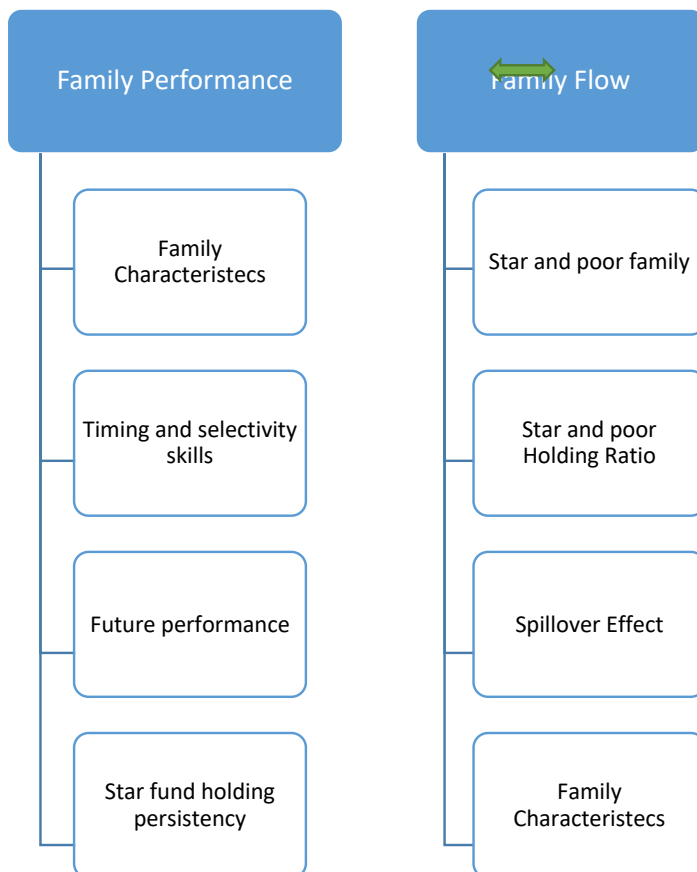 Family Performance
Family
Characteristecs
Timing and selectivity
skills
Future performance
Star fund holding
persistency
Family Flow
Star and poor family
Star and poor
Holding Ratio
Spillover Effect
Family
Characteristecs